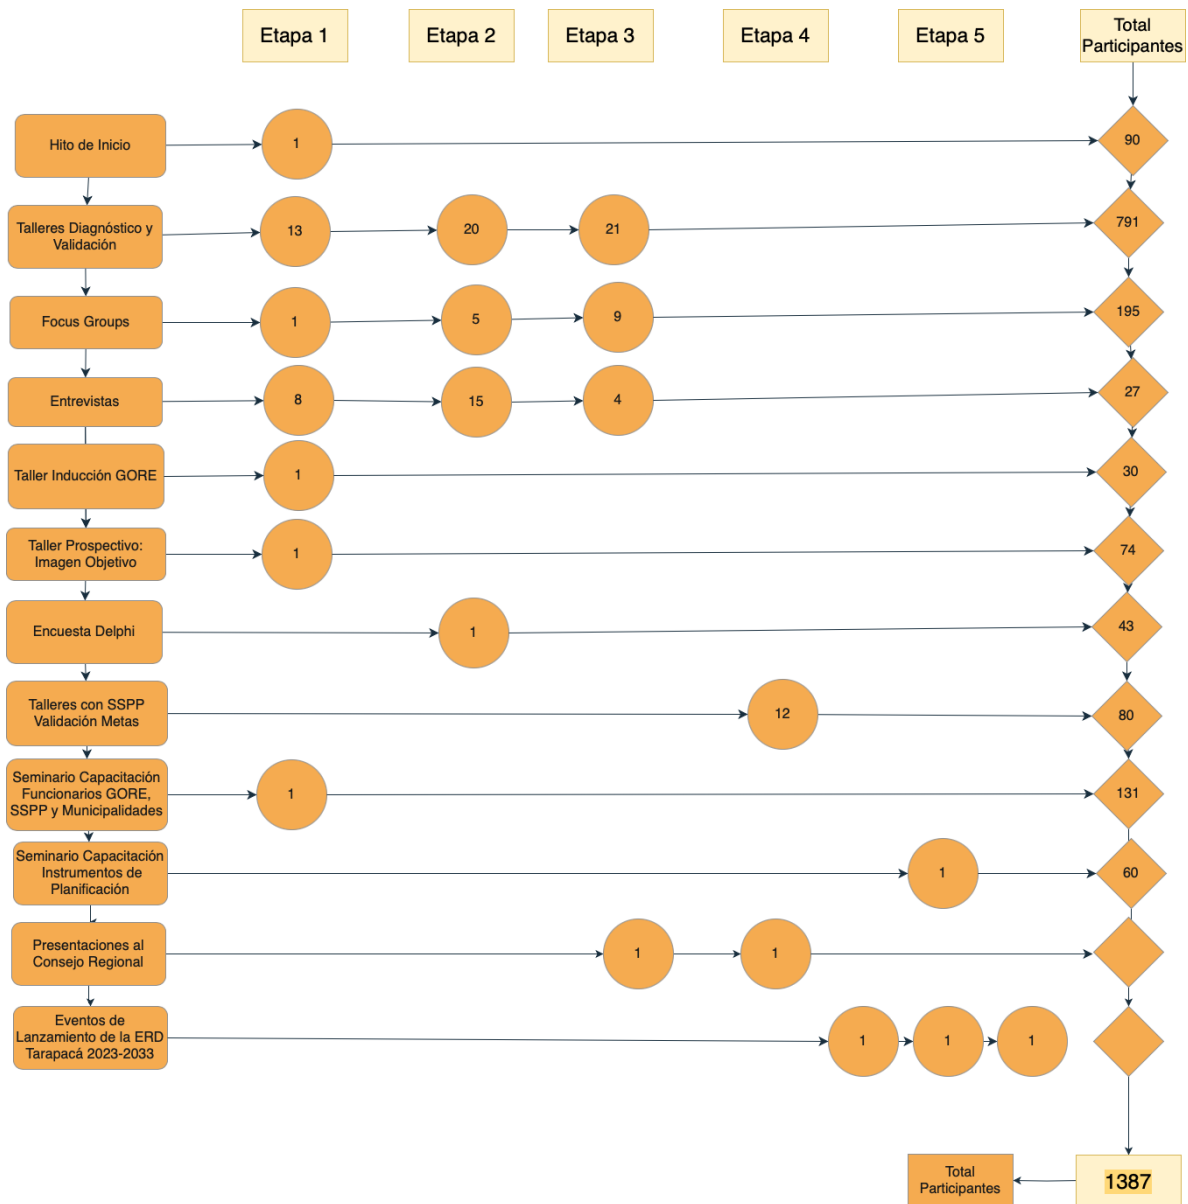 Etapa 1
Etapa 2
Etapa 3
Etapa 4
Etapa 5
Total
Participantes
Hito de Inicio
1
90
Talleres Diagnóstico y
Validación
13
20
21
791
Focus Groups
1
5
9
195
Entrevistas
8
15
4
27
Taller Inducción GORE
1
30
Taller Prospectivo:
Imagen Objetivo
1
74
Encuesta Delphi
1
43
Talleres con SSPP
Validación Metas
12
80
Seminario Capacitación
Funcionarios GORE,
SSPP y Municipalidades
1
131
Seminario Capacitación
Instrumentos de
Planificación
1
60
Presentaciones al
Consejo Regional
1
1
Eventos de
Lanzamiento de la ERD
Tarapacá 2023-2033
1
1
1
Total
Participantes
1387